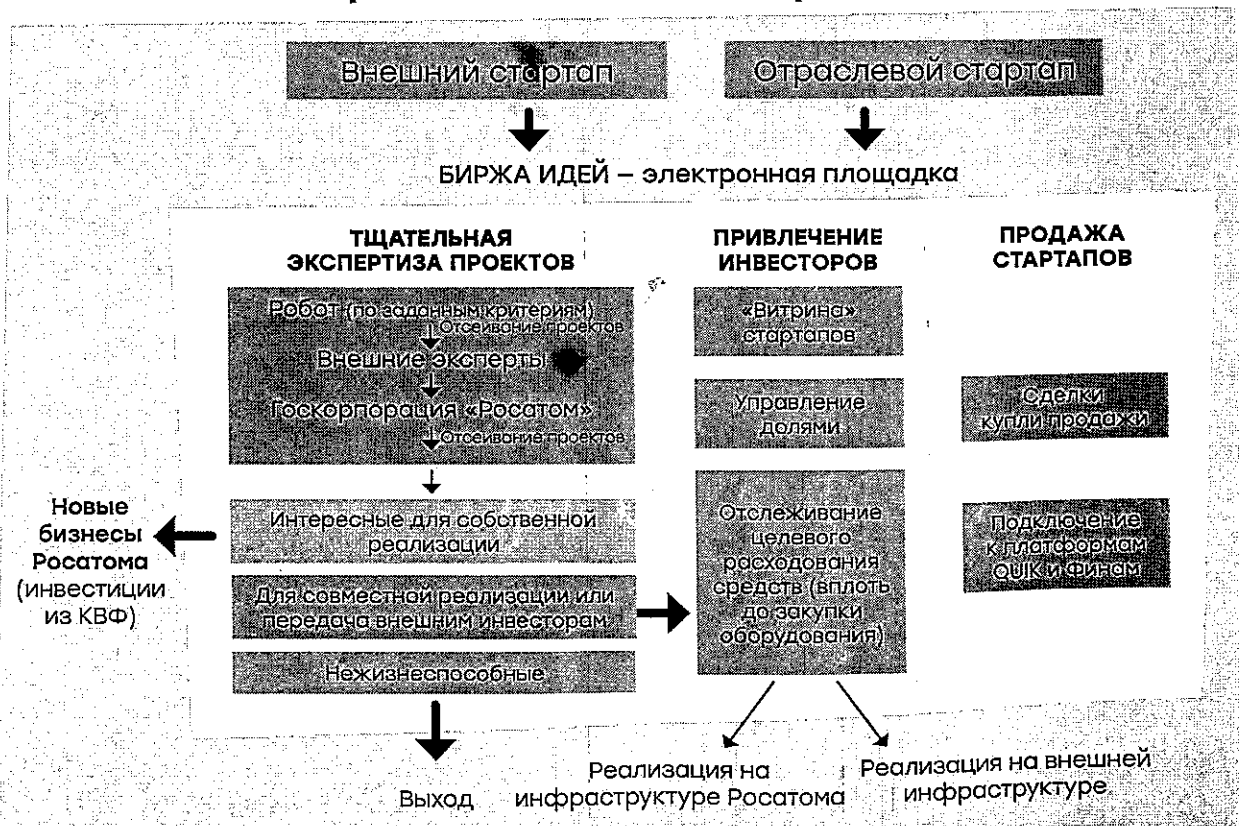 Внешний стартап
Отраслевой стартап
БИРЖА ИДЕЙ – электронная площадка
ТЩАТЕЛЬНАЯ
ЭКСПЕРТИЗА ПРОЕКТОВ
Робот (по заданным критериям)
Отсеивание проектов
Внешние эксперты
Госкорпорация «Росатом»
Отсеивание проектов
Интересные для собственной
реализации
Для совместной реализации или
передача внешним инвесторам
Нежизнеспособные
Новые
бизнесы
Росатома
(инвестиции
из КВФ)
Выход
ПРИВЛЕЧЕНИЕ
ИНВЕСТОРОВ
«Витрина»
стартапов
Управление
долями
Отслеживание
целевого
расходования
средств (вплоть
до закупки
оборудования)
Реализация на
инфраструктуре Росатома
Реализация на внешней
инфраструктуре
ПРОДАЖА
СТАРТАПОВ
Сделки
купли продажи
Подключение
к платформам
QUIK и Финам